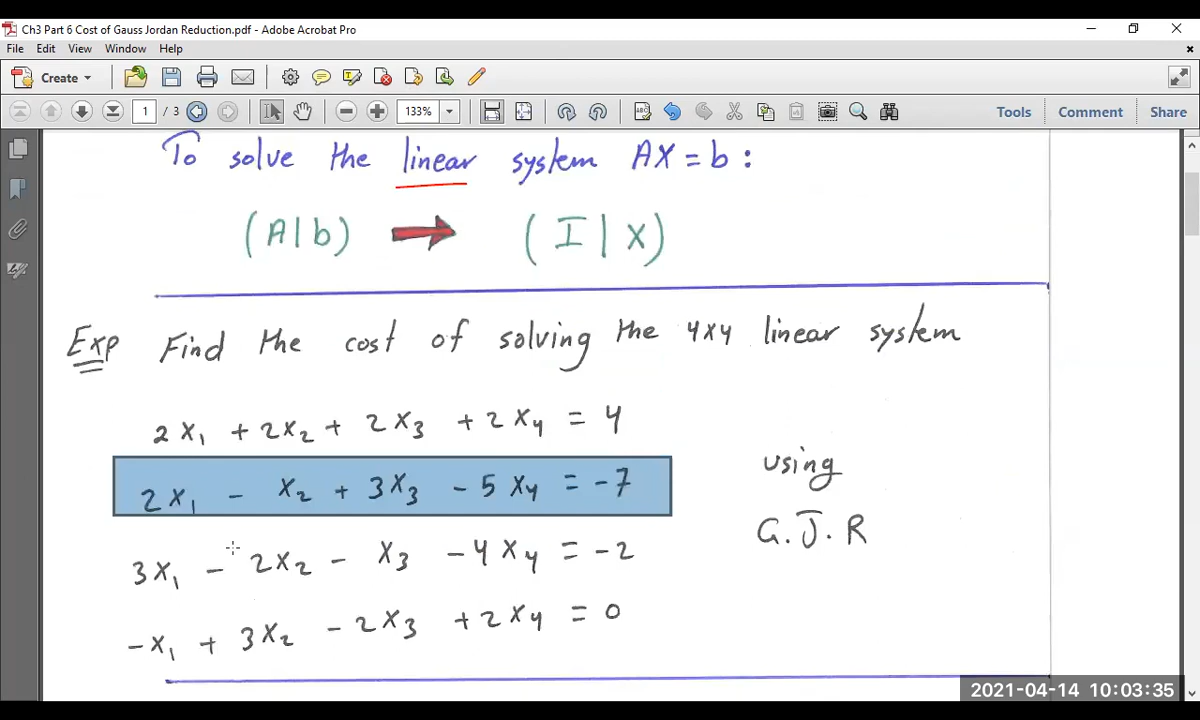 Ch3 Part 6 Cost of Gauss Jordan Reduction.pdf - Adobe Acrobat Pro
File Edit View Window Help
Create
1 / 3 133% Tools Comment Share
To solve the linear system AX = b :
(A | b) ( I | X )
Exp Find the cost of solving the 4x4 linear system
2x₁ + 2x₂ + 2x₃ + 2x₄ = 4
2x₁ - x₂ + 3x₃ - 5x₄ = -7
using
3x₁ - 2x₂ - x₃ - 4x₄ = -2
G.J.R
-x₁ + 3x₂ - 2x₃ + 2x₄ = 0
2021-04-14 10:03:35